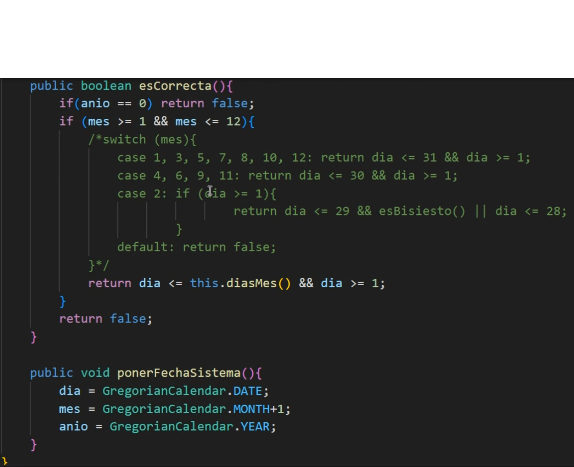 public boolean esCorrecta(){
if(anio == 0) return false;
if (mes >= 1 && mes <= 12){
/*switch (mes){
case 1, 3, 5, 7, 8, 10, 12: return dia <= 31 && dia >= 1;
case 4, 6, 9, 11: return dia <= 30 && dia >= 1;
case 2: if (dia >= 1){
return dia <= 29 && esBisiesto() || dia <= 28;
}
default: return false;
}*/
return dia <= this.diasMes() && dia >= 1;
}
return false;
}
public void ponerFechaSistema(){
dia = GregorianCalendar.DATE;
mes = GregorianCalendar.MONTH+1;
anio = GregorianCalendar.YEAR;
}
}